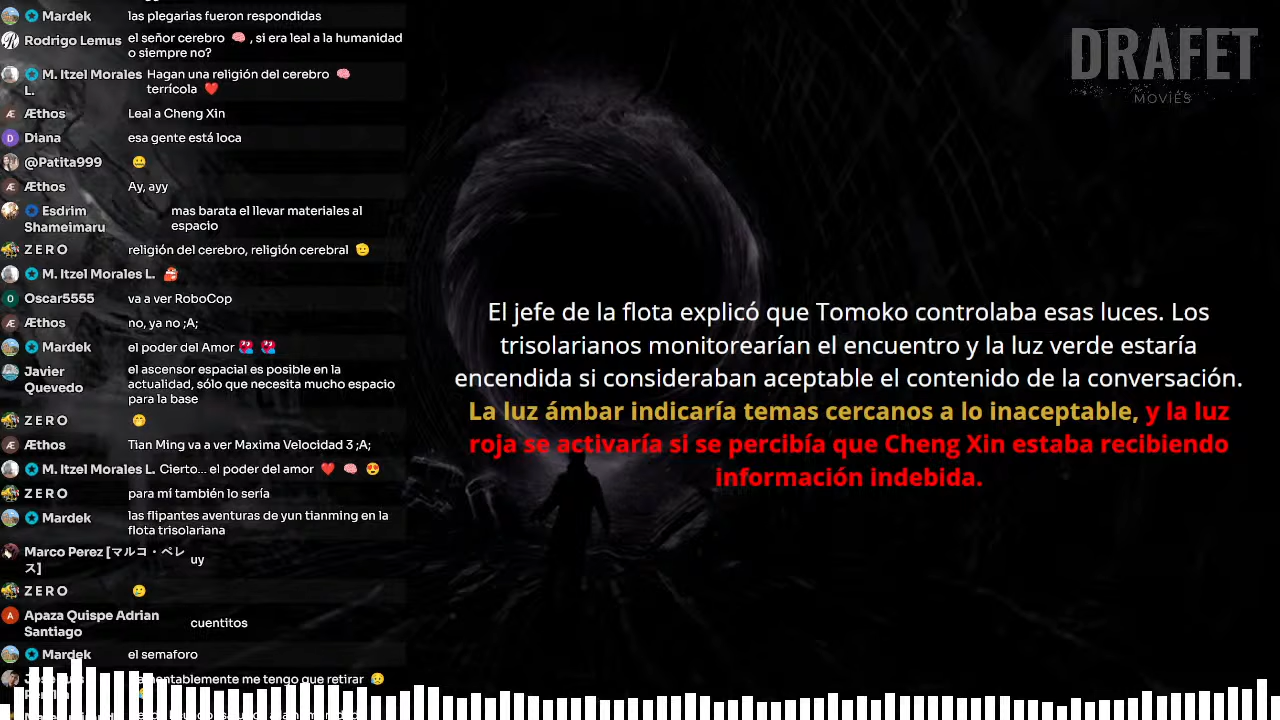 Mardek las plegarias fueron respondidas
Rodrigo Lemus el señor cerebro 🧠 , si era leal a la humanidad
o siempre no?
M. Itzel Morales L. Hagan una religión del cerebro 🧠
terrícola ❤️
Æthos Leal a Cheng Xin
D Diana esa gente está loca
@Patita999
Æthos Ay, ayy
Esdrim Shameimaru mas barata el llevar materiales al
espacio
Z E R O religión del cerebro, religión cerebral 🫡
M. Itzel Morales L.
O Oscar5555 va a ver RoboCop
Æthos no, ya no ;A;
Mardek el poder del Amor
Javier Quevedo el ascensor espacial es posible en la
actualidad, sólo que necesita mucho espacio
para la base
Z E R O
Æthos Tian Ming va a ver Maxima Velocidad 3 ;A;
M. Itzel Morales L. Cierto... el poder del amor ❤️ 🧠 😍
Z E R O para mí también lo sería
Mardek las flipantes aventuras de yun tianming en la
flota trisolariana
Marco Perez [マルコ・ペレス] uy
Z E R O 🙂
A Apaza Quispe Adrian Santiago cuentitos
Mardek el semaforo
me tengo que retirar 😥
DRAFET
MOVIES
El jefe de la flota explicó que Tomoko controlaba esas luces. Los
trisolarianos monitorearían el encuentro y la luz verde estaría
encendida si consideraban aceptable el contenido de la conversación.
La luz ámbar indicaría temas cercanos a lo inaceptable, y la luz
roja se activaría si se percibía que Cheng Xin estaba recibiendo
información indebida.